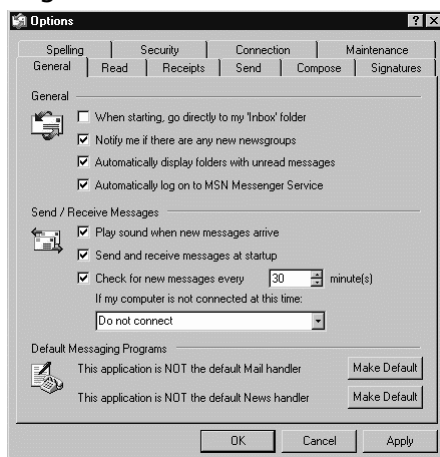 Options
Spelling Security Connection Maintenance
General Read Receipts Send Compose Signatures
General
When starting, go directly to my 'Inbox' folder
Notify me if there are any new newsgroups
Automatically display folders with unread messages
Automatically log on to MSN Messenger Service
Send / Receive Messages
Play sound when new messages arrive
Send and receive messages at startup
Check for new messages every 30 minute(s)
If my computer is not connected at this time:
Do not connect
Default Messaging Programs
This application is NOT the default Mail handler Make Default
This application is NOT the default News handler Make Default
OK Cancel Apply